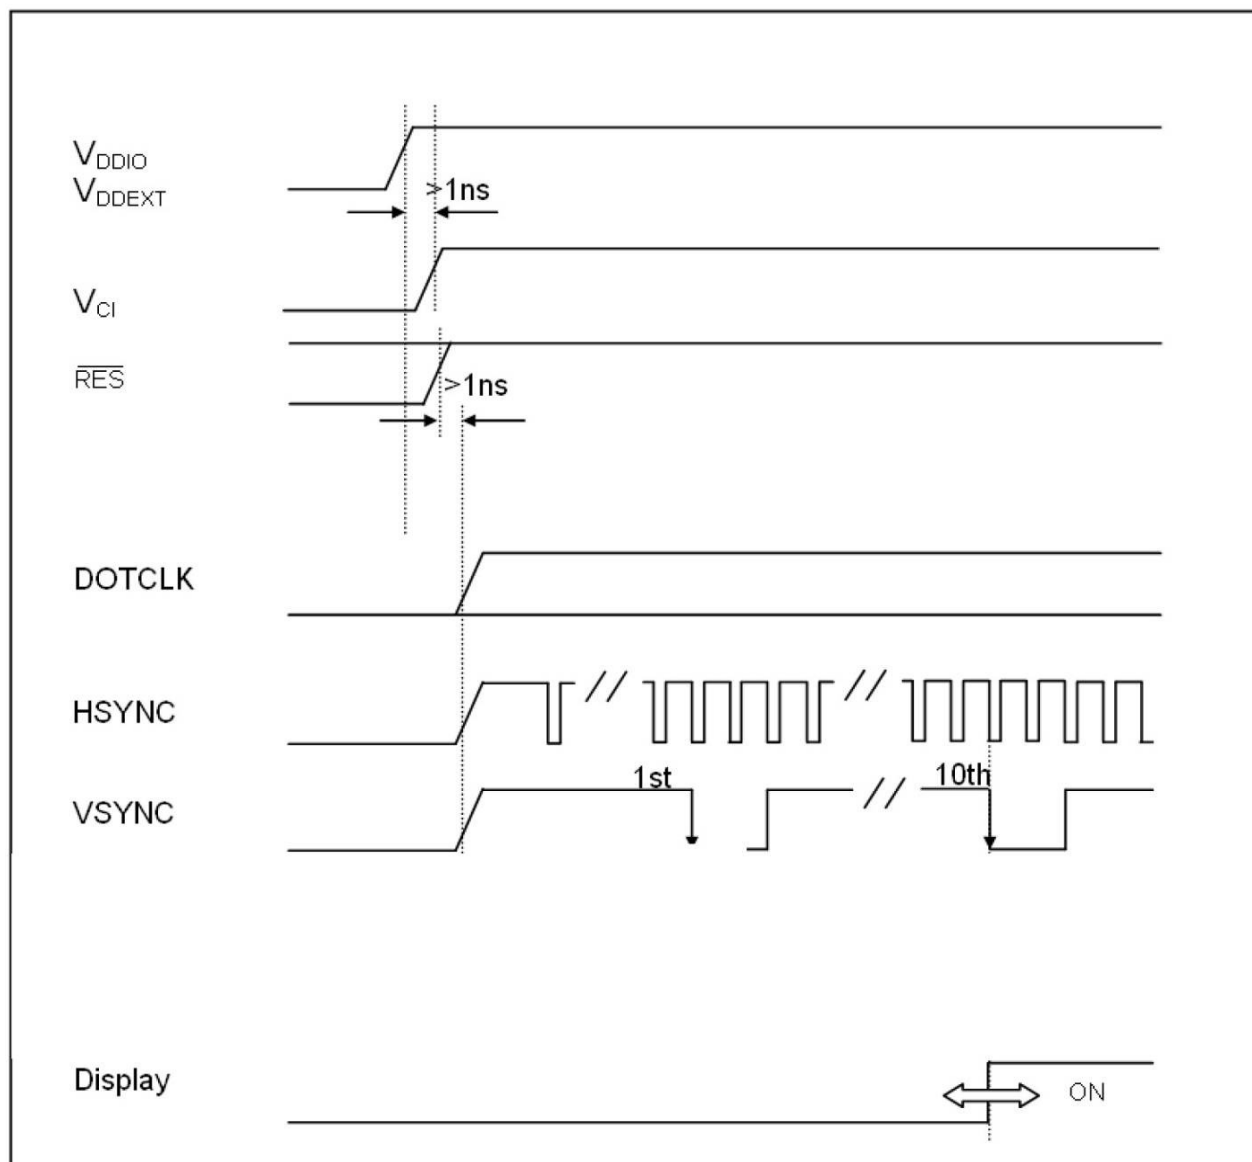 VDDIO
VDDEXT
>1ns
VCI
RES
>1ns
DOTCLK
HSYNC
1st
10th
VSYNC
Display
ON